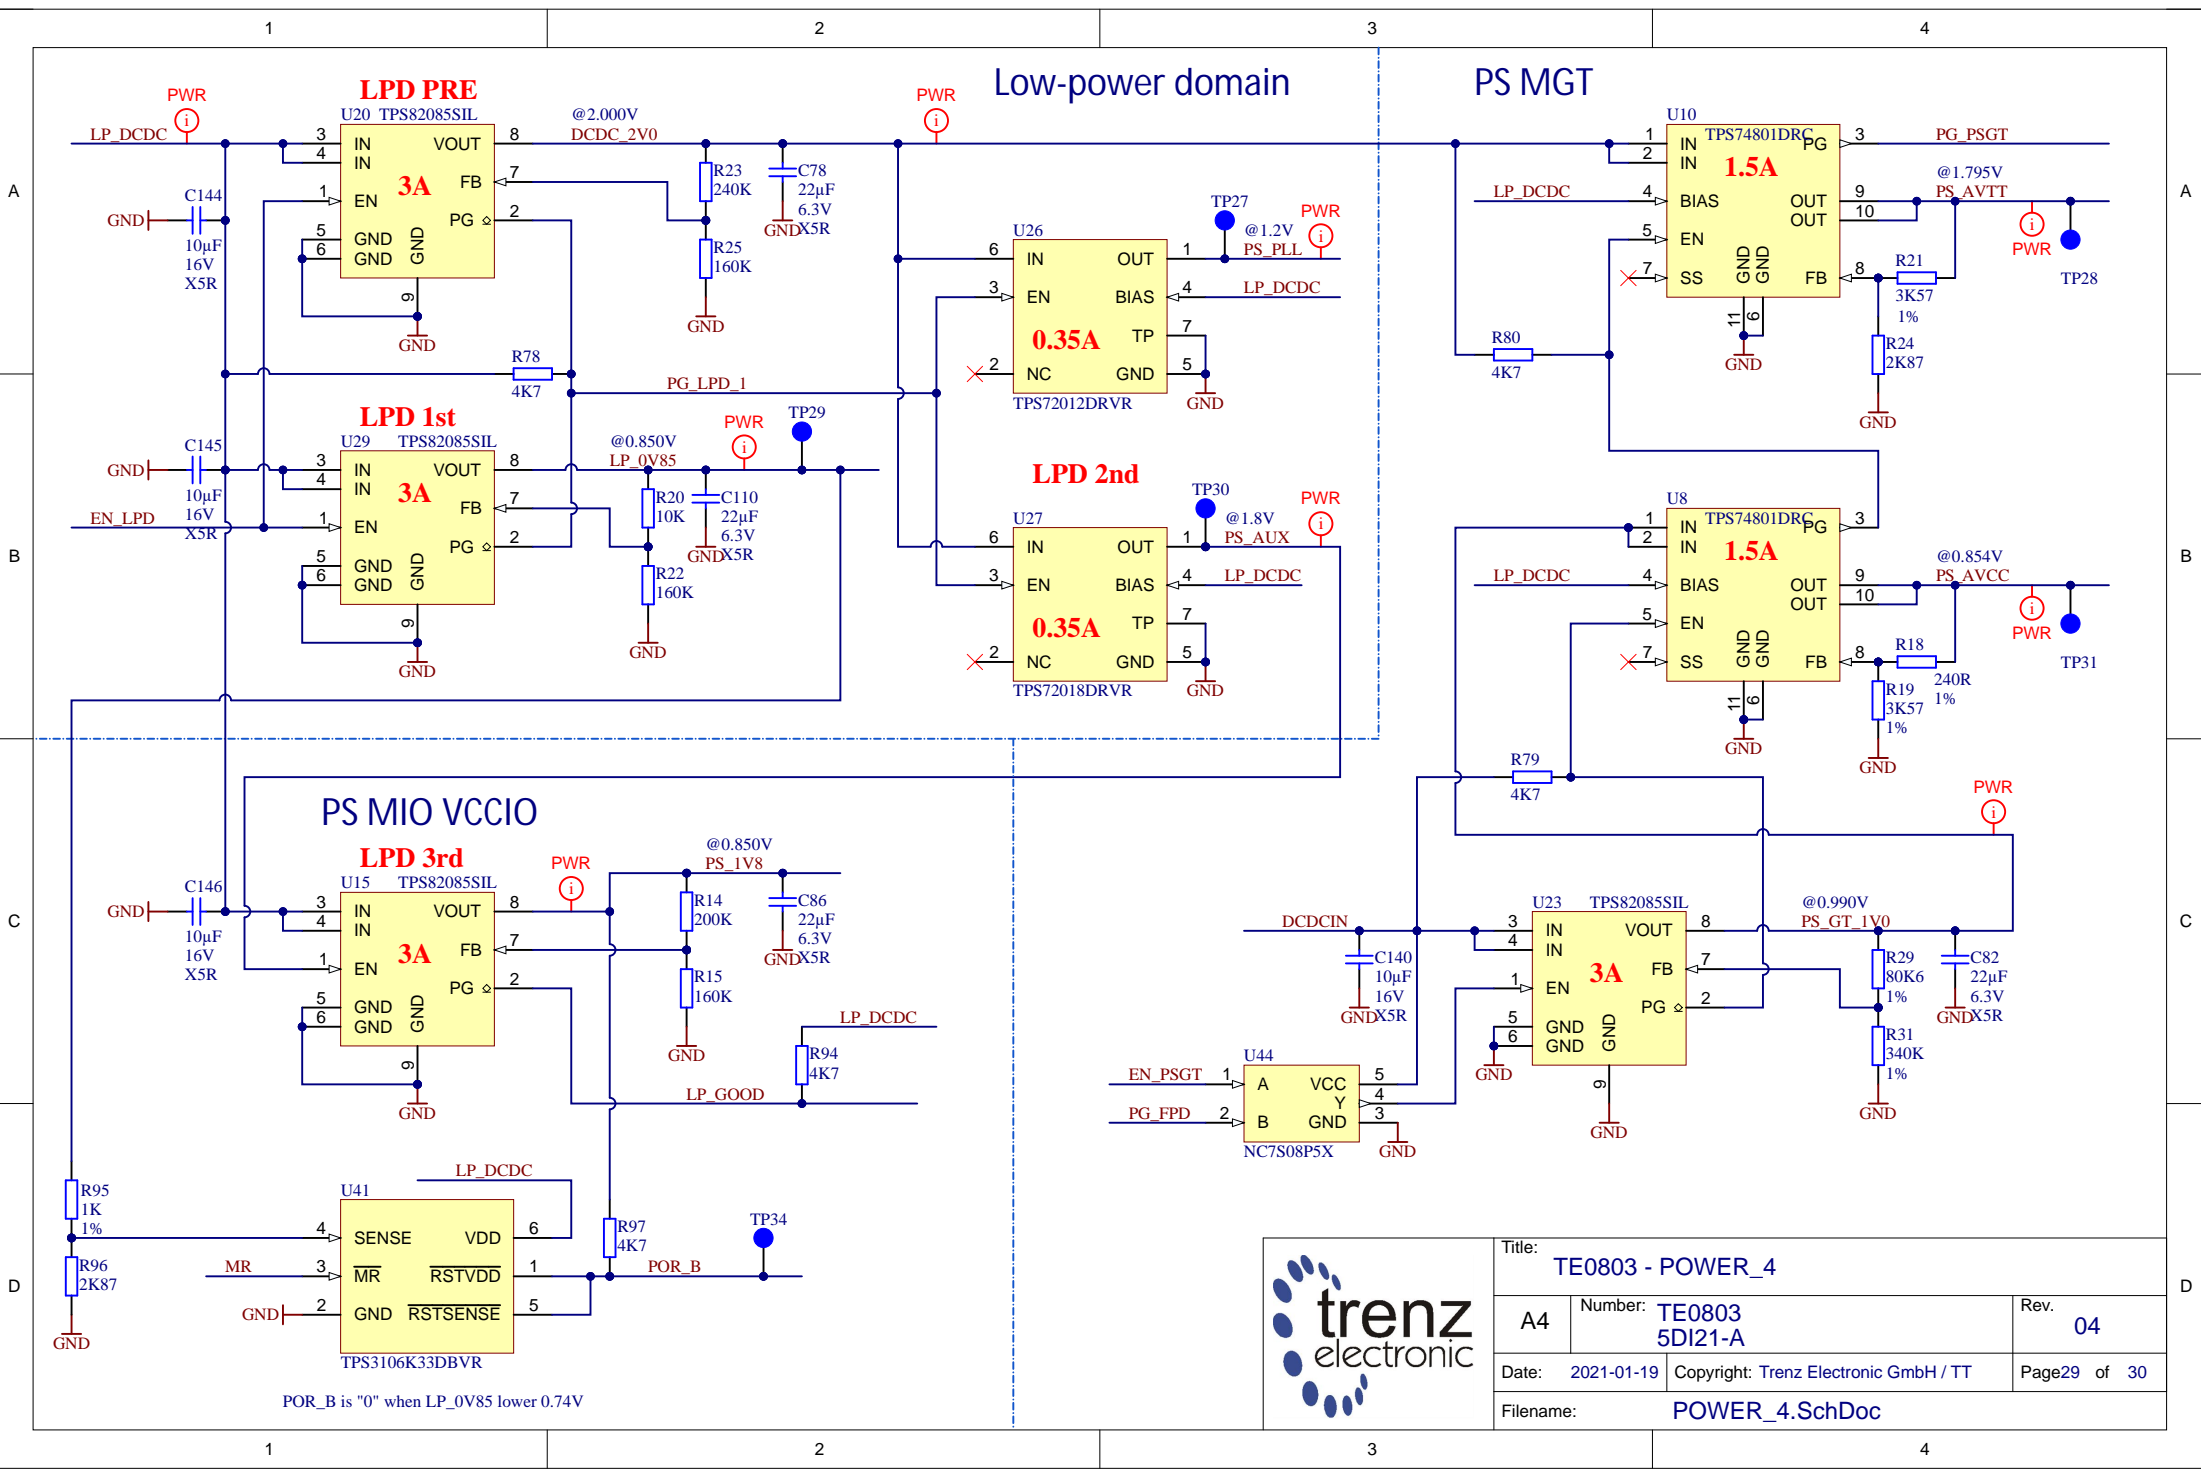 1 2 3 4
Low-power domain
PS MGT
LPD PRE
U20 TPS82085SIL
PWR
LP_DCDC
3 IN VOUT 8
4 IN
FB 7
3A
1 EN
PG 2
5 GND
6 GND
GND
9
GND
C144
GND
10µF
16V
X5R
@2.000V
DCDC_2V0
R23
240K
C78
22µF
6.3V
GND X5R
R25
160K
GND
PWR
R78
4K7
PG_LPD_1
U26
6 IN OUT 1
3 EN BIAS 4
TP 7
0.35A
2 NC GND 5
TPS72012DRVR
GND
TP27
@1.2V
PS_PLL
PWR
LP_DCDC
U10
TPS74801DRC
1 IN PG 3
2 IN
1.5A
4 BIAS OUT 9
OUT 10
5 EN
7 SS GND GND FB 8
11 6
GND
LP_DCDC
PG_PSGT
@1.795V
PS_AVTT
PWR
TP28
R21
3K57
1%
R24
2K87
GND
R80
4K7
A A
LPD 1st
U29 TPS82085SIL
3 IN VOUT 8
4 IN
FB 7
3A
1 EN
PG 2
5 GND
6 GND
GND
9
GND
C145
GND
10µF
16V
X5R
EN_LPD
@0.850V
LP_0V85
PWR
TP29
R20
10K
C110
22µF
6.3V
GND X5R
R22
160K
GND
LPD 2nd
U27
6 IN OUT 1
3 EN BIAS 4
TP 7
0.35A
2 NC GND 5
TPS72018DRVR
GND
TP30
@1.8V
PS_AUX
PWR
LP_DCDC
U8
TPS74801DRC
1 IN PG 3
2 IN
1.5A
4 BIAS OUT 9
OUT 10
5 EN
7 SS GND GND FB 8
11 6
GND
LP_DCDC
@0.854V
PS_AVCC
PWR
TP31
R18
240R
1%
R19
3K57
1%
GND
R79
4K7
PWR
B B
PS MIO VCCIO
LPD 3rd
U15 TPS82085SIL
3 IN VOUT 8
4 IN
FB 7
3A
1 EN
PG 2
5 GND
6 GND
GND
9
GND
C146
GND
10µF
16V
X5R
PWR
@0.850V
PS_1V8
R14
200K
C86
22µF
6.3V
GND X5R
R15
160K
GND
LP_DCDC
R94
4K7
LP_GOOD
DCDCIN
C140
10µF
16V
GND X5R
U23 TPS82085SIL
3 IN VOUT 8
4 IN
FB 7
3A
1 EN
PG 2
5 GND
6 GND
GND
9
GND
GND
@0.990V
PS_GT_1V0
R29
80K6
1%
C82
22µF
6.3V
GND X5R
R31
340K
1%
GND
U44
EN_PSGT 1 A VCC 5
Y 4
PG_FPD 2 B GND 3
NC7S08P5X
GND
C C
R95
1K
1%
R96
2K87
GND
LP_DCDC
U41
4 SENSE VDD 6
MR 3 MR RSTVDD 1
GND 2 GND RSTSENSE 5
TPS3106K33DBVR
R97
4K7
POR_B
TP34
POR_B is "0" when LP_0V85 lower 0.74V
D D
trenz
electronic
Title:
TE0803 - POWER_4
A4 Number: TE0803
5DI21-A
Rev.
04
Date: 2021-01-19 Copyright: Trenz Electronic GmbH / TT Page29 of 30
Filename: POWER_4.SchDoc
1 2 3 4